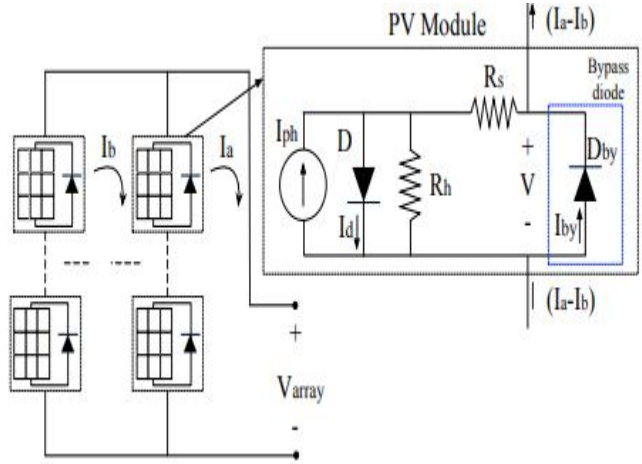 PV Module
(Ia-Ib)
Bypass
diode
Rs
Iph
D
Rh
Id
+
V
-
Dby
Iby
(Ia-Ib)
Ib
Ia
+
Varray
-